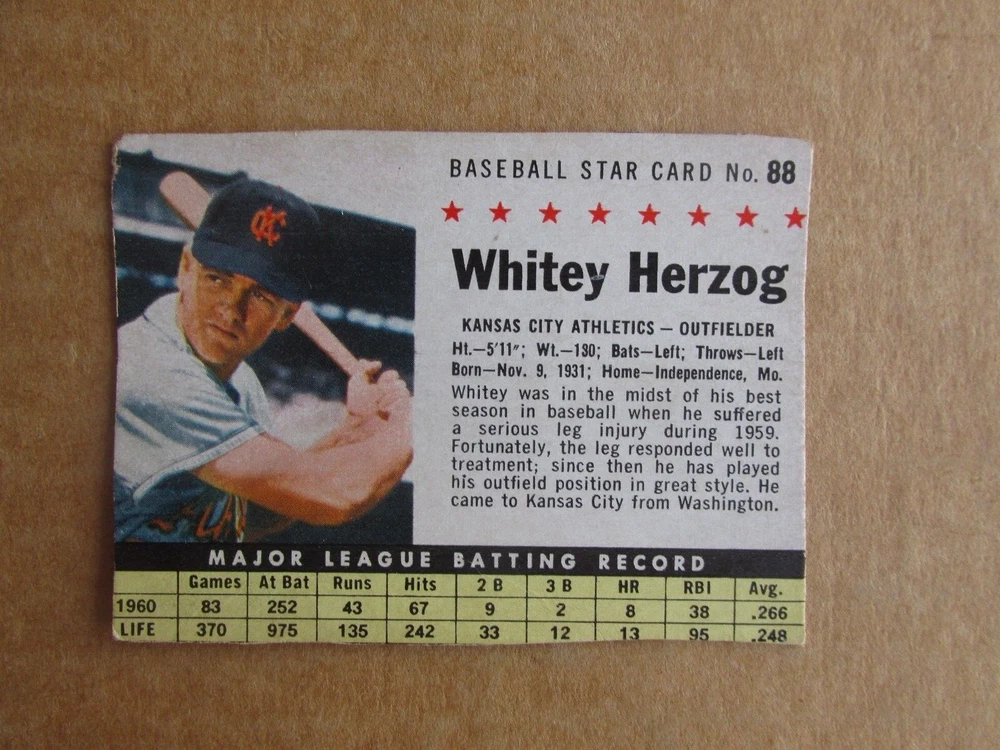 BASEBALL STAR CARD No. 88
KC
Whitey Herzog
KANSAS CITY ATHLETICS — OUTFIELDER
Ht.—5'11"; Wt.—180; Bats—Left; Throws—Left
Born—Nov. 9, 1931; Home—Independence, Mo.
Whitey was in the midst of his best
season in baseball when he suffered
a serious leg injury during 1959.
Fortunately, the leg responded well to
treatment; since then he has played
his outfield position in great style. He
came to Kansas City from Washington.
MAJOR LEAGUE BATTING RECORD
Games At Bat Runs Hits 2 B 3 B HR RBI Avg.
1960 83 252 43 67 9 2 8 38 .266
LIFE 370 975 135 242 33 12 13 95 .248